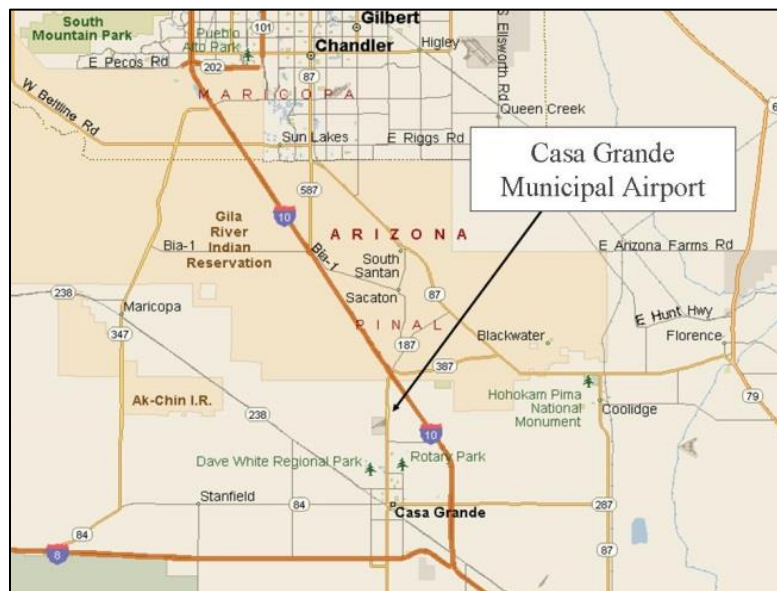 South
Mountain Park
Pueblo
Alto Park
101
Gilbert
Chandler
Higley
S Ellsworth Rd
E Pecos Rd
202
87
MARICOPA
W Beltline Rd
Queen Creek
Sun Lakes
E Riggs Rd
Casa Grande
Municipal Airport
587
10
Gila
River
Indian
Reservation
ARIZONA
Bia-1
Bia-1
E Arizona Farms Rd
South
Santan
238
Maricopa
Sacaton
87
E Hunt Hwy
PINAL
347
187
Blackwater
Florence
387
Ak-Chin I.R.
238
Hohokam Pima
National
Monument
Coolidge
79
10
Dave White Regional Park
Rotary Park
Stanfield
84
Casa Grande
287
84
8
87